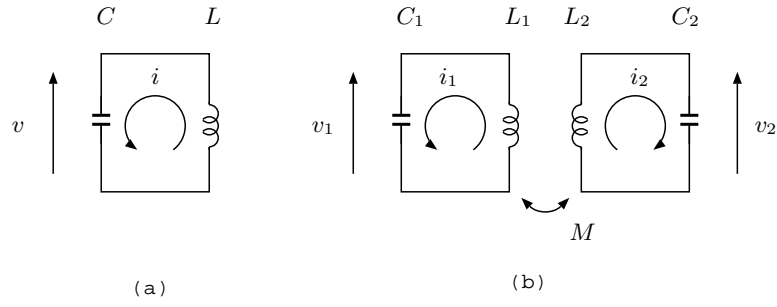 C L C₁ L₁ L₂ C₂
i i₁ i₂
v v₁ v₂
M
(a) (b)